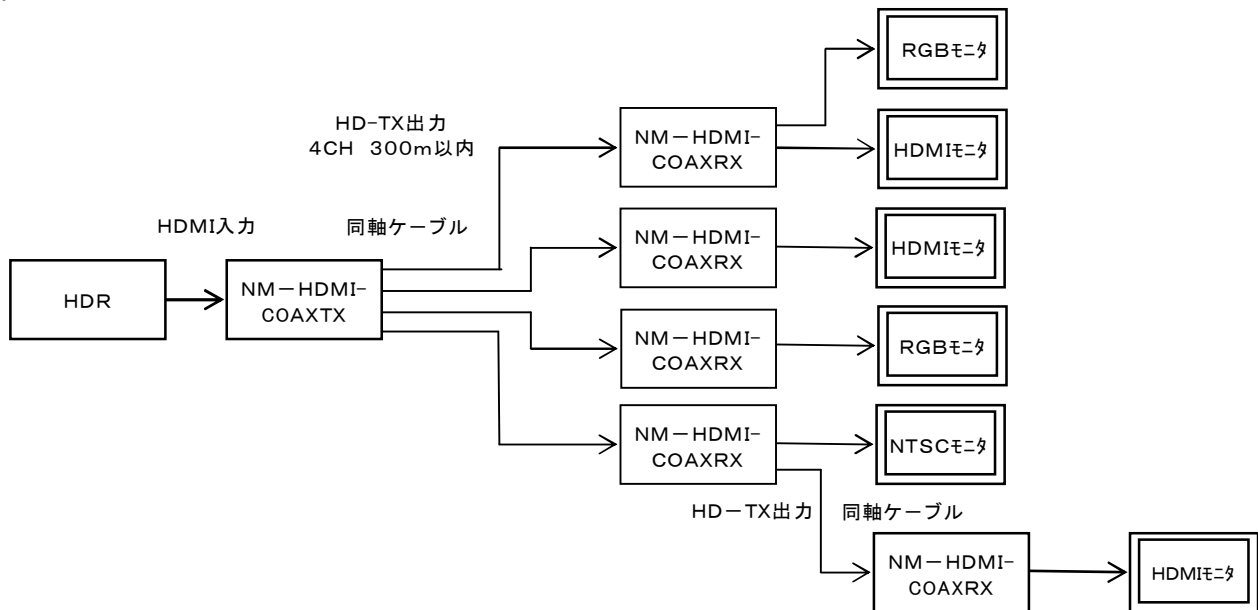 RGBﾓﾆﾀ
HD-TX出力
4CH 300m以内
NM-HDMI-
COAXRX
HDMIﾓﾆﾀ
HDMI入力
同軸ケーブル
NM-HDMI-
COAXRX
HDMIﾓﾆﾀ
HDR
NM-HDMI-
COAXTX
NM-HDMI-
COAXRX
RGBﾓﾆﾀ
NM-HDMI-
COAXRX
NTSCﾓﾆﾀ
HD-TX出力
同軸ケーブル
NM-HDMI-
COAXRX
HDMIﾓﾆﾀ